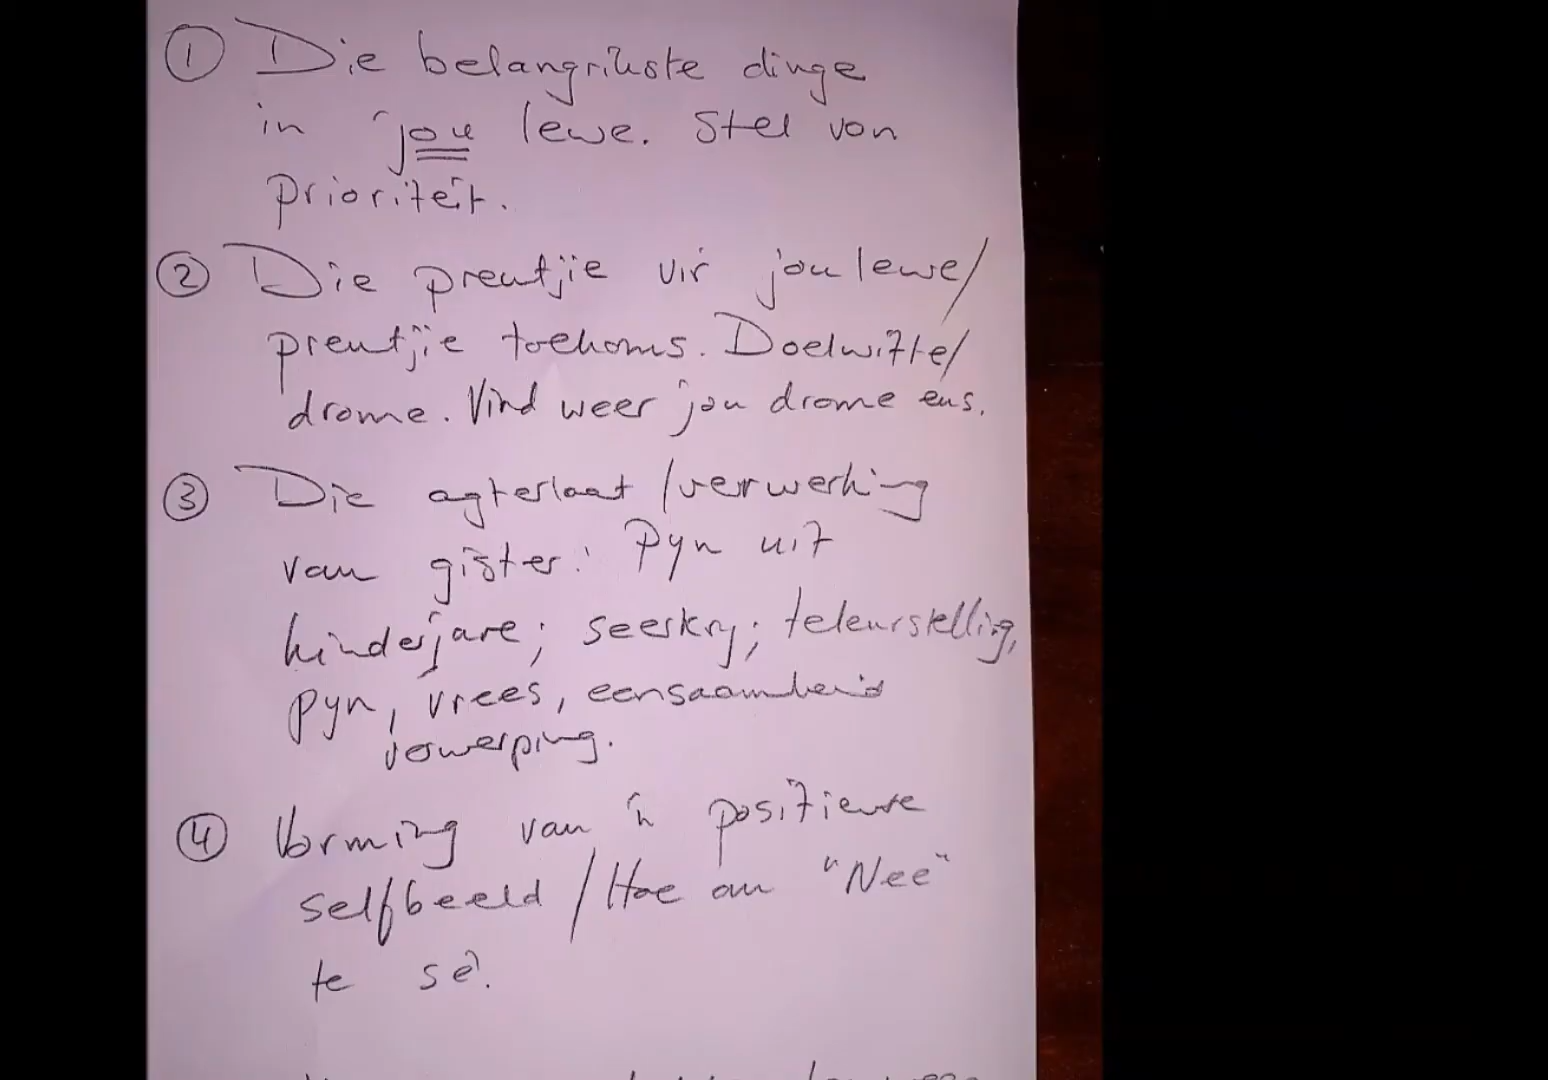 ① Die belangrikste dinge
in jou lewe. Stel van
prioriteit.
② Die prentjie vir jou lewe/
prentjie toekoms. Doelwitte/
drome. Vind weer jou drome eens.
③ Die agterlaat / verwerking
van gister: Pyn uit
kinderjare; seerkry; teleurstelling,
pyn, vrees, eensaamheid
verwerping.
④ Vorming van 'n positiewe
selfbeeld / Hoe om "Nee"
te sê.